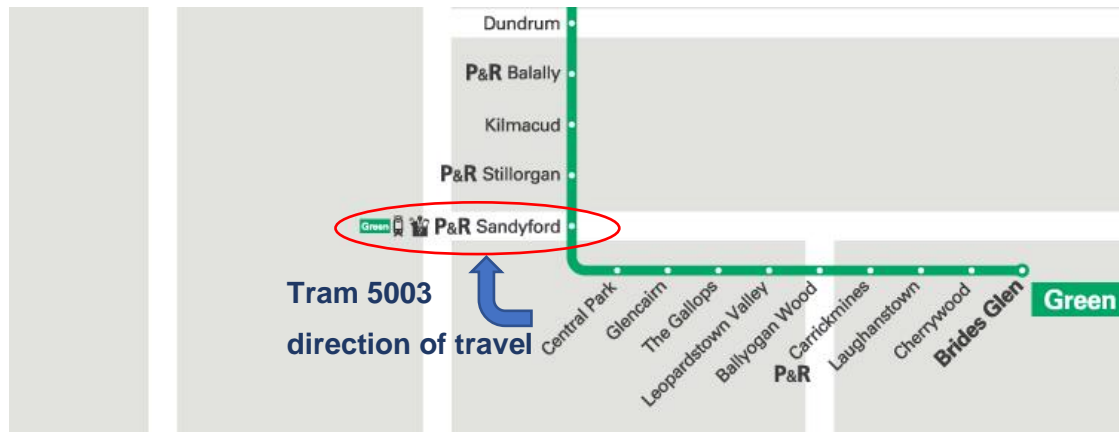 Dundrum
P&R Balally
Kilmacud
P&R Stillorgan
Green P&R Sandyford
Tram 5003
direction of travel
Central Park
Glencairn
The Gallops
Leopardstown Valley
Ballyogan Wood
Carrickmines
P&R
Laughanstown
Cherrywood
Brides Glen
Green